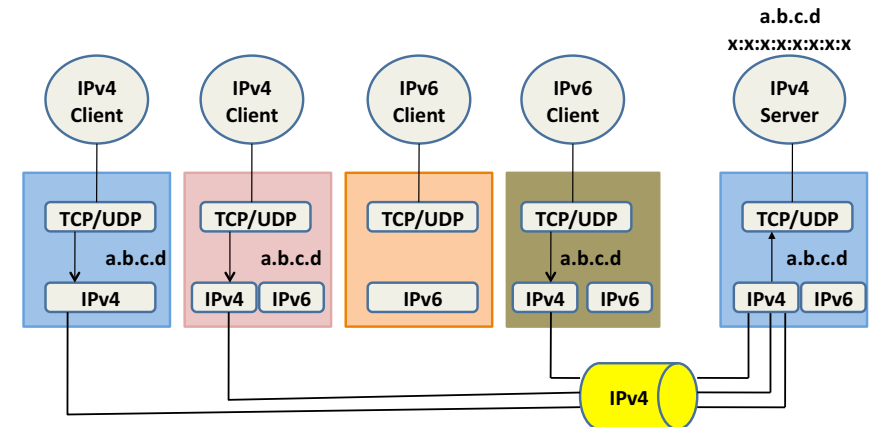 a.b.c.d
x:x:x:x:x:x:x:x
IPv4
Client
IPv4
Client
IPv6
Client
IPv6
Client
IPv4
Server
TCP/UDP
TCP/UDP
TCP/UDP
TCP/UDP
TCP/UDP
a.b.c.d
a.b.c.d
a.b.c.d
a.b.c.d
IPv4
IPv4
IPv6
IPv6
IPv4
IPv6
IPv4
IPv6
IPv4